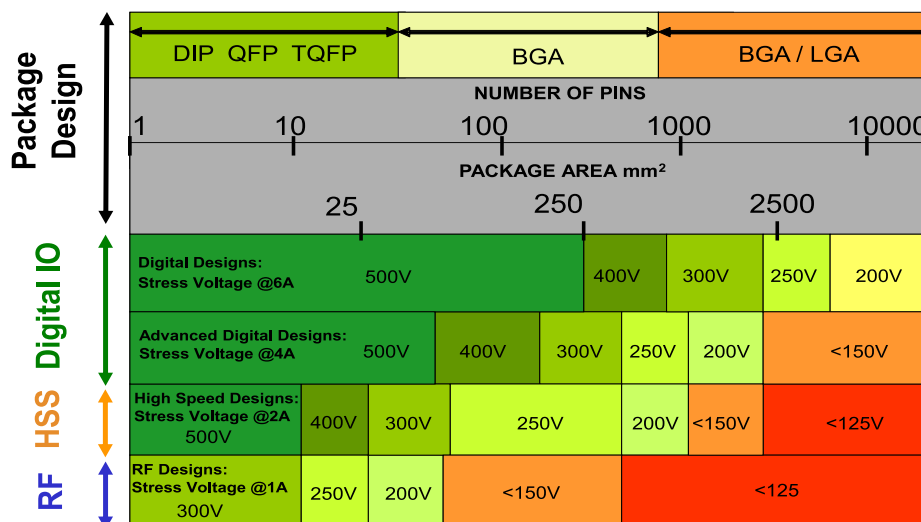 Package
Design
DIP QFP TQFP
BGA
BGA / LGA
NUMBER OF PINS
1
10
100
1000
10000
PACKAGE AREA mm²
25
250
2500
Digital IO
Digital Designs:
Stress Voltage @6A
500V
400V
300V
250V
200V
Advanced Digital Designs:
Stress Voltage @4A
500V
400V
300V
250V
200V
<150V
HSS
High Speed Designs:
Stress Voltage @2A
500V
400V
300V
250V
200V
<150V
<125V
RF
RF Designs:
Stress Voltage @1A
300V
250V
200V
<150V
<125